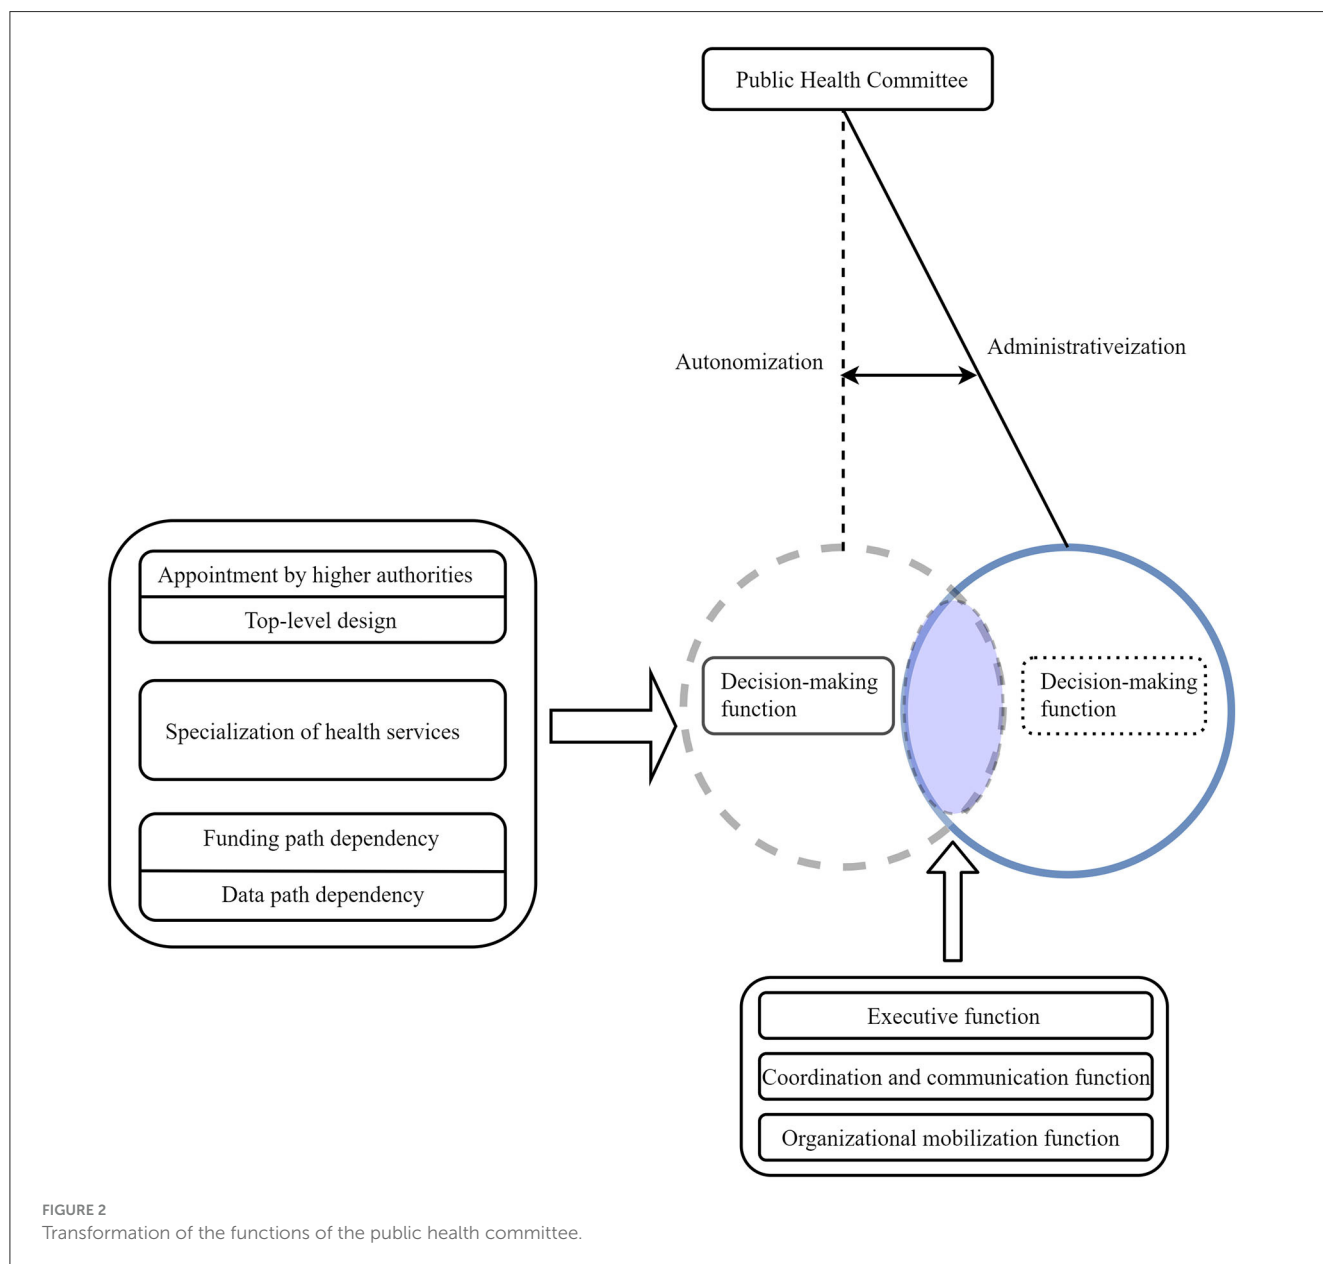 Public Health Committee
Autonomization
Administrativeization
Appointment by higher authorities
Top-level design
Specialization of health services
Funding path dependency
Data path dependency
Decision-making
function
Decision-making
function
Executive function
Coordination and communication function
Organizational mobilization function
FIGURE 2
Transformation of the functions of the public health committee.